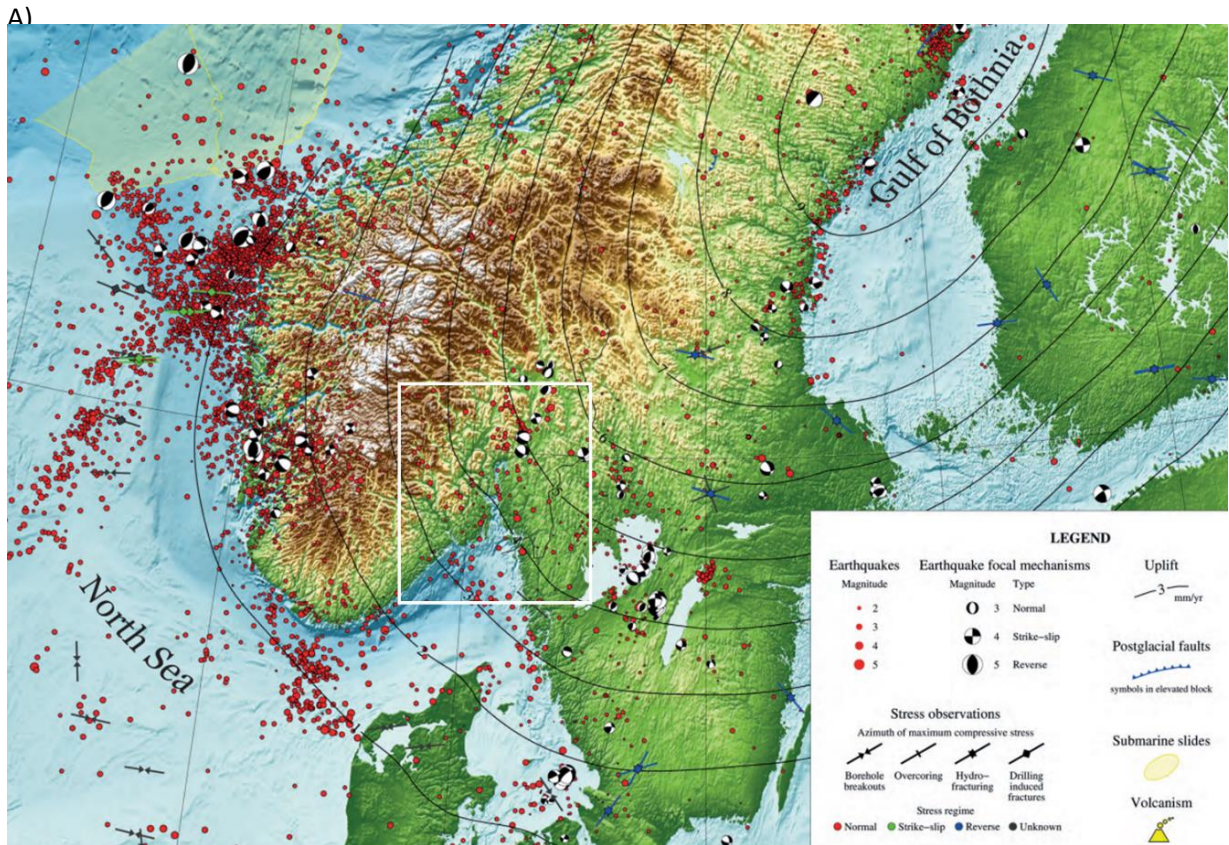 A)
Gulf of Bothnia
North Sea
LEGEND
Earthquakes
Magnitude
2
3
4
5
Earthquake focal mechanisms
Magnitude Type
3 Normal
4 Strike-slip
5 Reverse
Uplift
3 mm/yr
Postglacial faults
symbols in elevated block
Stress observations
Azimuth of maximum compressive stress
Borehole breakouts
Overcoring
Hydro-
fracturing
Drilling
induced
fractures
Stress regime
Normal Strike-slip Reverse Unknown
Submarine slides
Volcanism